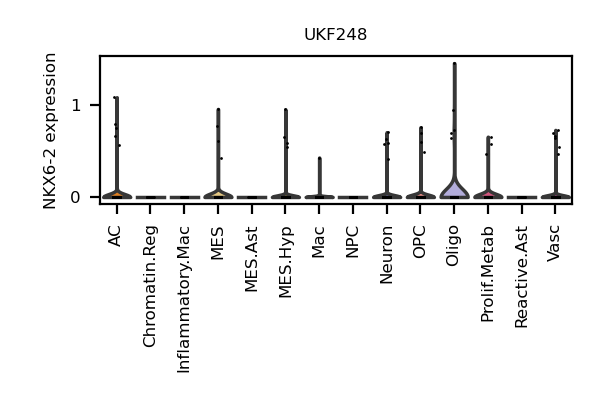 UKF248
NKX6-2 expression
1
0
AC
Chromatin.Reg
Inflammatory.Mac
MES
MES.Ast
MES.Hyp
Mac
NPC
Neuron
OPC
Oligo
Prolif.Metab
Reactive.Ast
Vasc